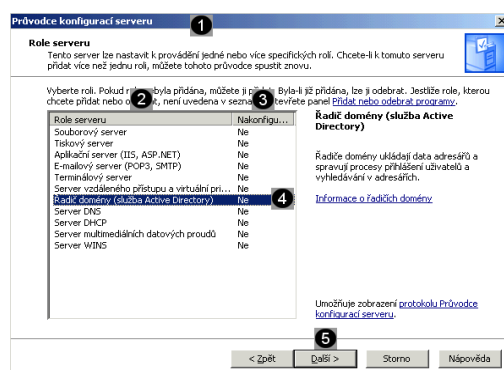 Průvodce konfigurací serveru
1
Role serveru
Tento server lze nastavit k provádění jedné nebo více specifických rolí. Chcete-li k tomuto serveru
přidat více než jednu roli, můžete tohoto průvodce spustit znovu.
Vyberte roli. Pokud byla přidána, můžete ji Byla-li již přidána, lze ji odebrat. Jestliže role, kterou
chcete přidat nebo není uvedena v otevřete panel Přidat nebo odebrat programy.
2
3
Role serveru Nakonfigu...
Souborový server Ne
Tiskový server Ne
Aplikační server (IIS, ASP.NET) Ne
E-mailový server (POP3, SMTP) Ne
Terminálový server Ne
Server vzdáleného přístupu a virtuální pri... Ne
Řadič domény (služba Active Directory) Ne
4
Server DNS Ne
Server DHCP Ne
Server multimediálních datových proudů Ne
Server WINS Ne
Řadič domény (služba Active
Directory)
Řadiče domény ukládají data adresářů a
spravují procesy přihlášení uživatelů a
vyhledávání v adresářích.
Informace o řadičích domény
Umožňuje zobrazení protokolu Průvodce
konfigurací serveru.
5
< Zpět Další > Storno Nápověda